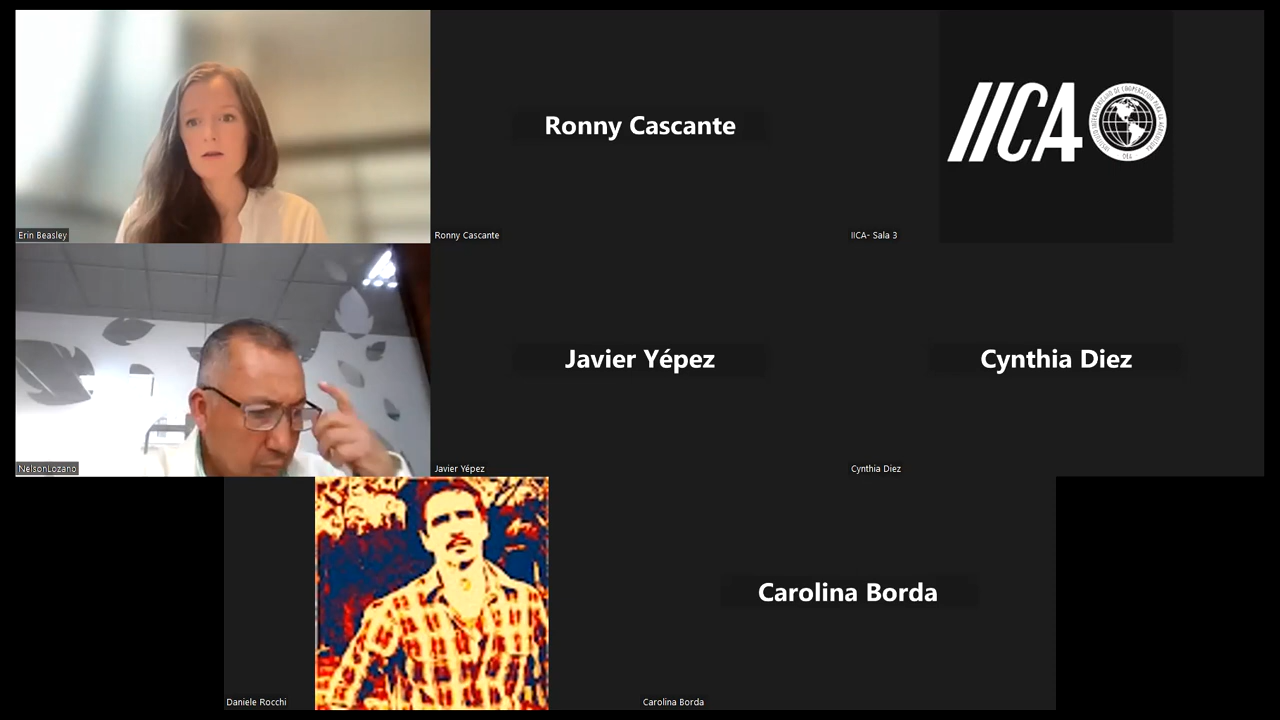 Ronny Cascante
IICA
Erin Beasley
Ronny Cascante
IICA- Sala 3
Javier Yépez
Cynthia Diez
NelsonLozano
Javier Yépez
Cynthia Diez
Carolina Borda
Daniele Rocchi
Carolina Borda